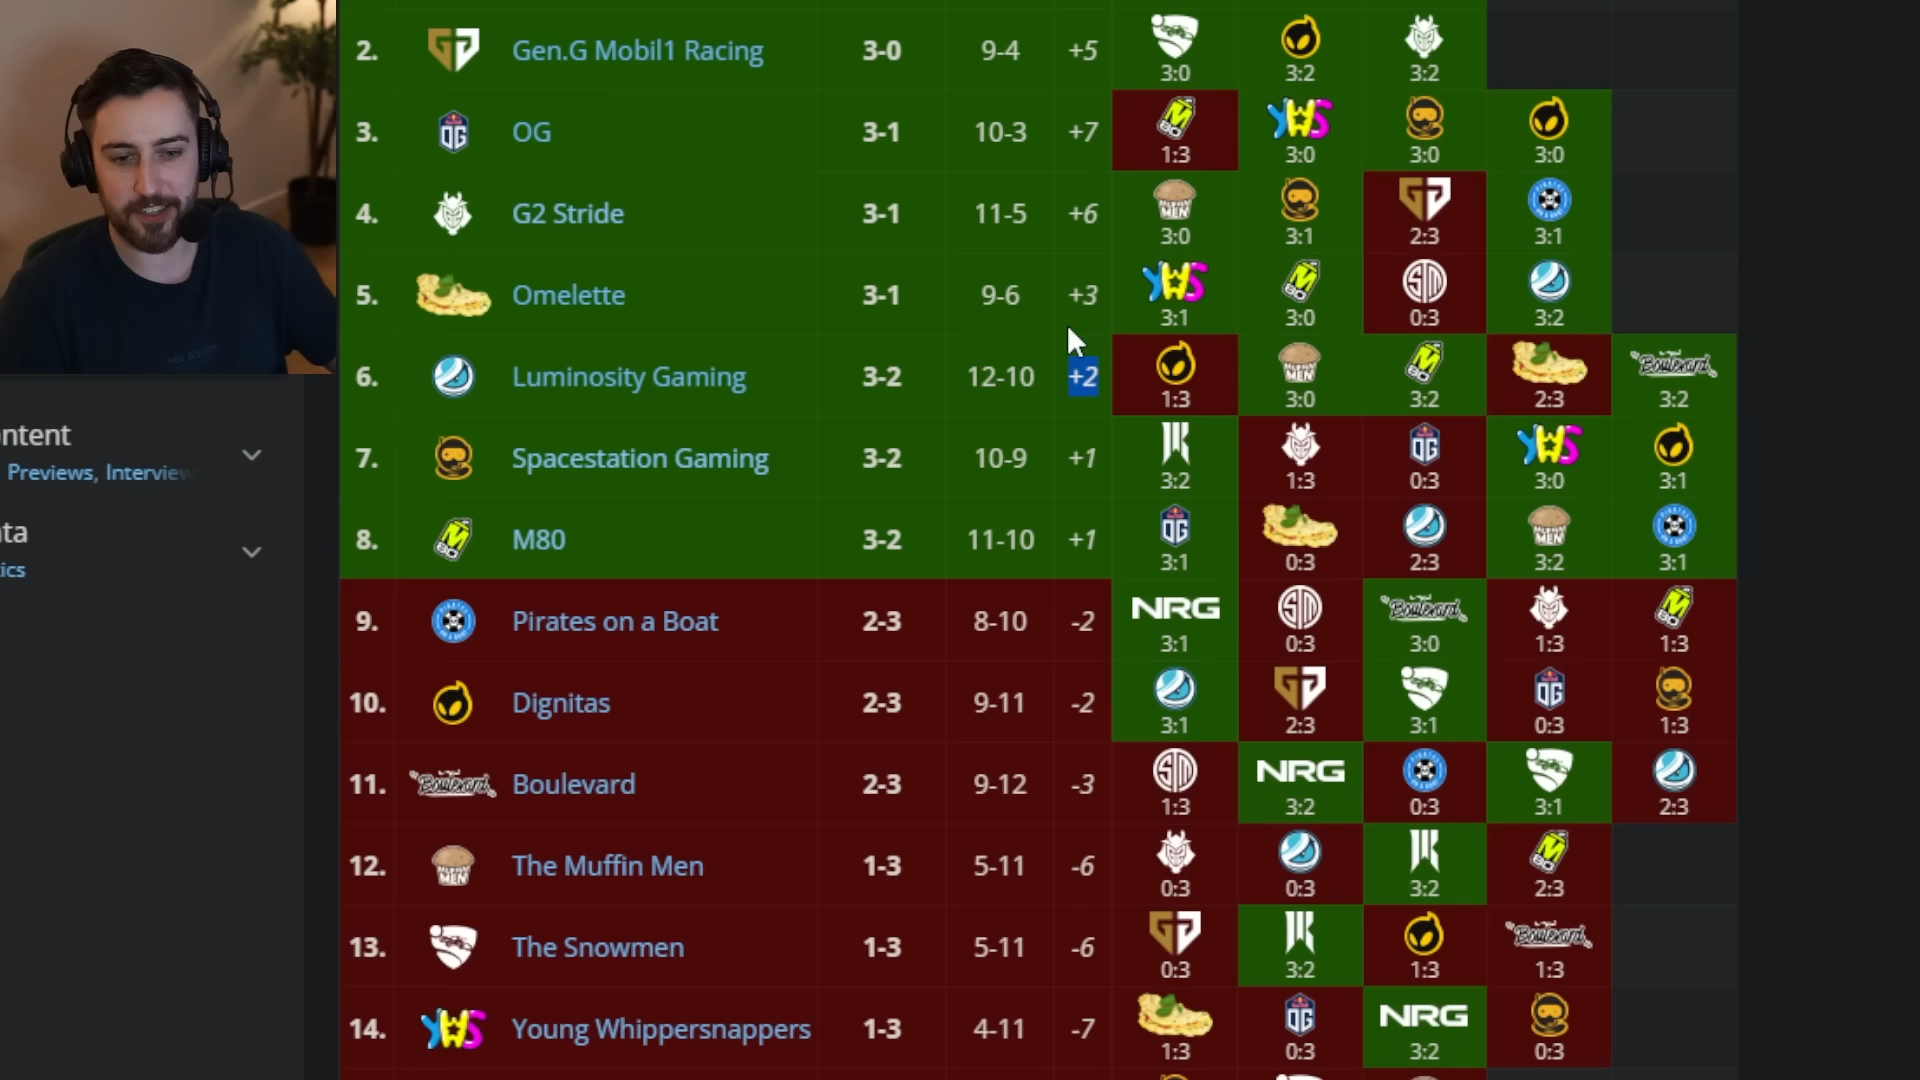 2. Gen.G Mobil1 Racing 3-0 9-4 +5 3:0 3:2 3:2
3. OG 3-1 10-3 +7 1:3 3:0 3:0 3:0
4. G2 Stride 3-1 11-5 +6 3:0 3:1 2:3 3:1
5. Omelette 3-1 9-6 +3 3:1 3:0 0:3 3:2
6. Luminosity Gaming 3-2 12-10 +2 1:3 3:0 3:2 2:3 Boulevard 3:2
ntent
Previews, Interview
7. Spacestation Gaming 3-2 10-9 +1 3:2 1:3 0:3 3:0 3:1
ta
tics
8. M80 3-2 11-10 +1 3:1 0:3 2:3 3:2 3:1
9. Pirates on a Boat 2-3 8-10 -2 NRG 3:1 0:3 Boulevard 3:0 1:3 1:3
10. Dignitas 2-3 9-11 -2 3:1 2:3 3:1 0:3 1:3
11. Boulevard Boulevard 2-3 9-12 -3 1:3 NRG 3:2 0:3 3:1 2:3
12. MUFFIN MEN The Muffin Men 1-3 5-11 -6 0:3 0:3 3:2 2:3
13. The Snowmen 1-3 5-11 -6 0:3 3:2 1:3 Boulevard 1:3
14. YWS Young Whippersnappers 1-3 4-11 -7 1:3 0:3 NRG 3:2 0:3